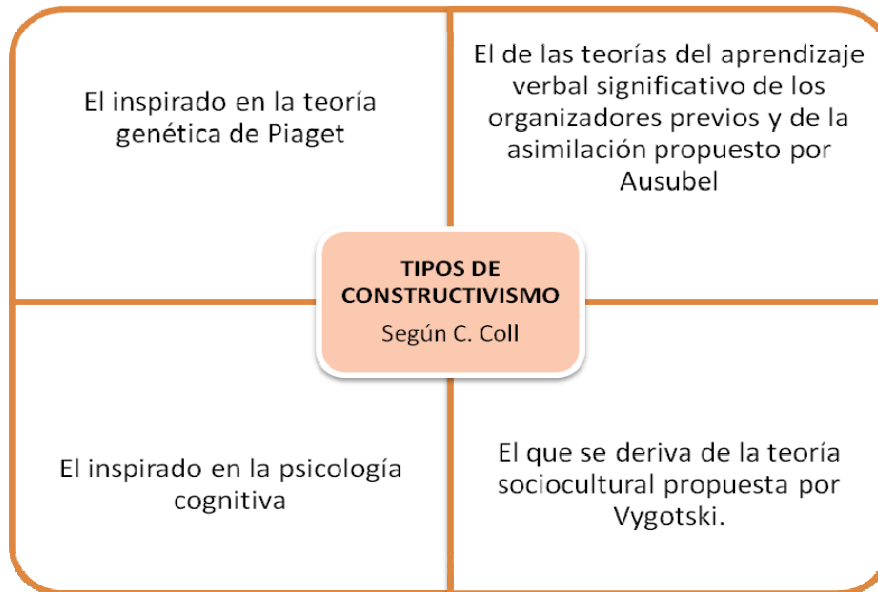 El inspirado en la teoría
genética de Piaget
El de las teorías del aprendizaje
verbal significativo de los
organizadores previos y de la
asimilación propuesto por
Ausubel
TIPOS DE
CONSTRUCTIVISMO
Según C. Coll
El inspirado en la psicología
cognitiva
El que se deriva de la teoría
sociocultural propuesta por
Vygotski.